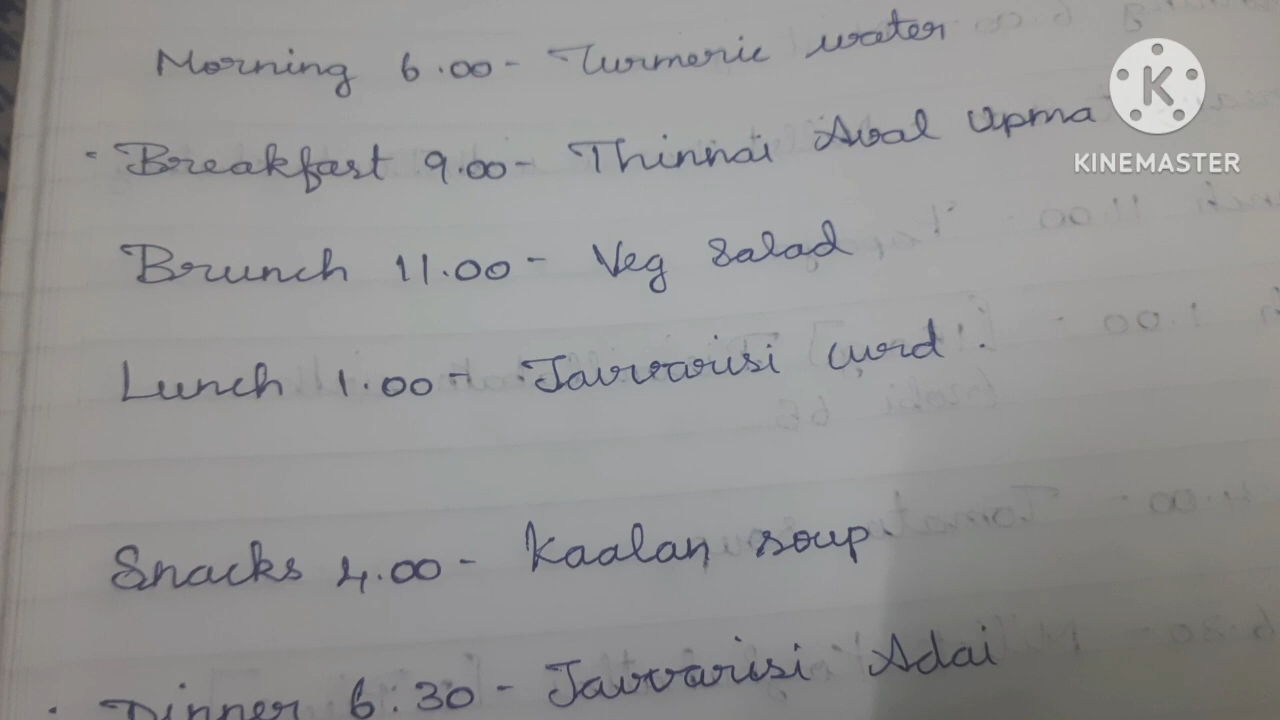 Morning 6.00- Turmeric water
Breakfast 9.00- Thinnai Aval Upma
KINEMASTER
Brunch 11.00- Veg Salad
Lunch 1.00- Javvarisi curd.
Snacks 4.00- Kaalan soup.
Dinner 6:30- Javvarisi Adai